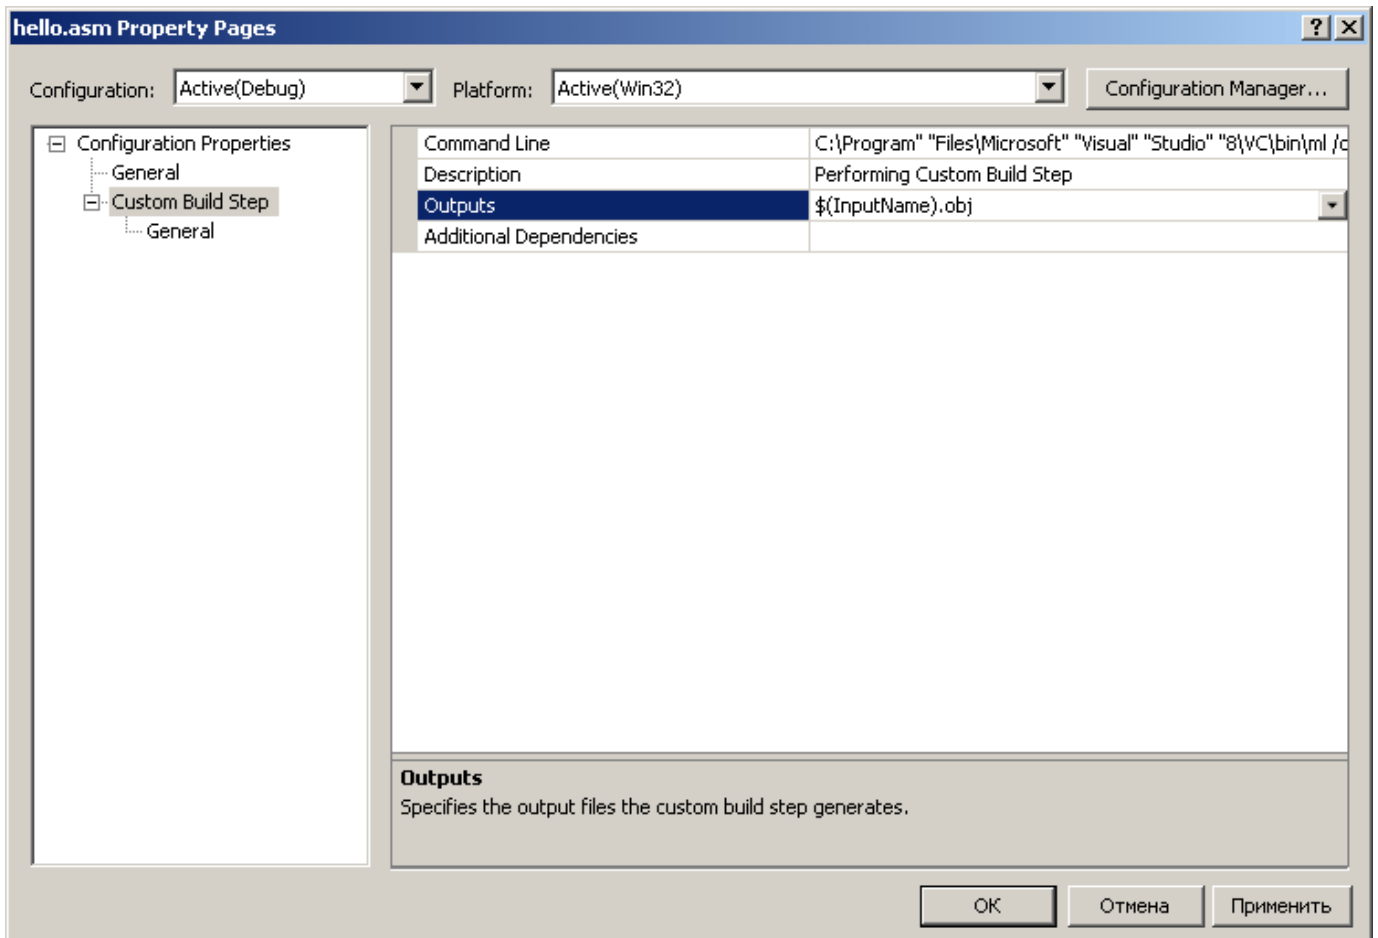 hello.asm Property Pages
Configuration: Active(Debug) Platform: Active(Win32) Configuration Manager...
Configuration Properties
General
Custom Build Step
General
Command Line C:\Program" "Files\Microsoft" "Visual" "Studio" "8\VC\bin\ml /c
Description Performing Custom Build Step
Outputs $(InputName).obj
Additional Dependencies
Outputs
Specifies the output files the custom build step generates.
OK Отмена Применить